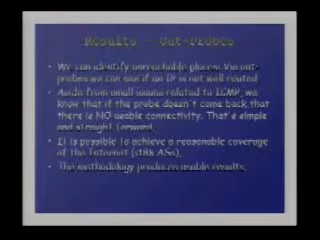 Results - Out-Probes
• We can identify unreachable places. Via out-
probes we can see if an IP is not well routed
• Aside from small issues related to ICMP, we
know that if the probe doesn't come back that
there is NO usable connectivity. That's simple
and straight forward.
• It is possible to achieve a reasonable coverage
of the Internet (
ASs).
• The methodology produces usable results.